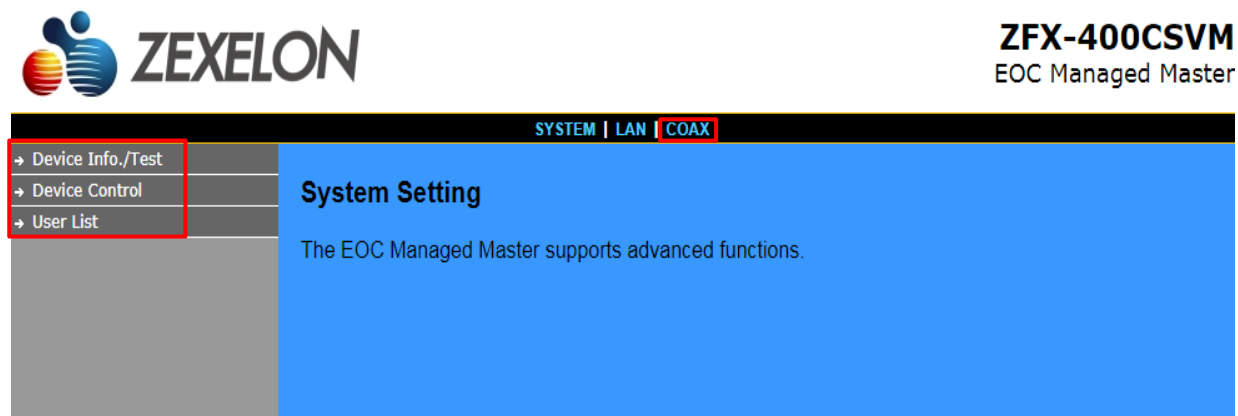 ZEXELON
ZFX-400CSVM
EOC Managed Master
SYSTEM | LAN | COAX
→ Device Info./Test
→ Device Control
→ User List
System Setting
The EOC Managed Master supports advanced functions.